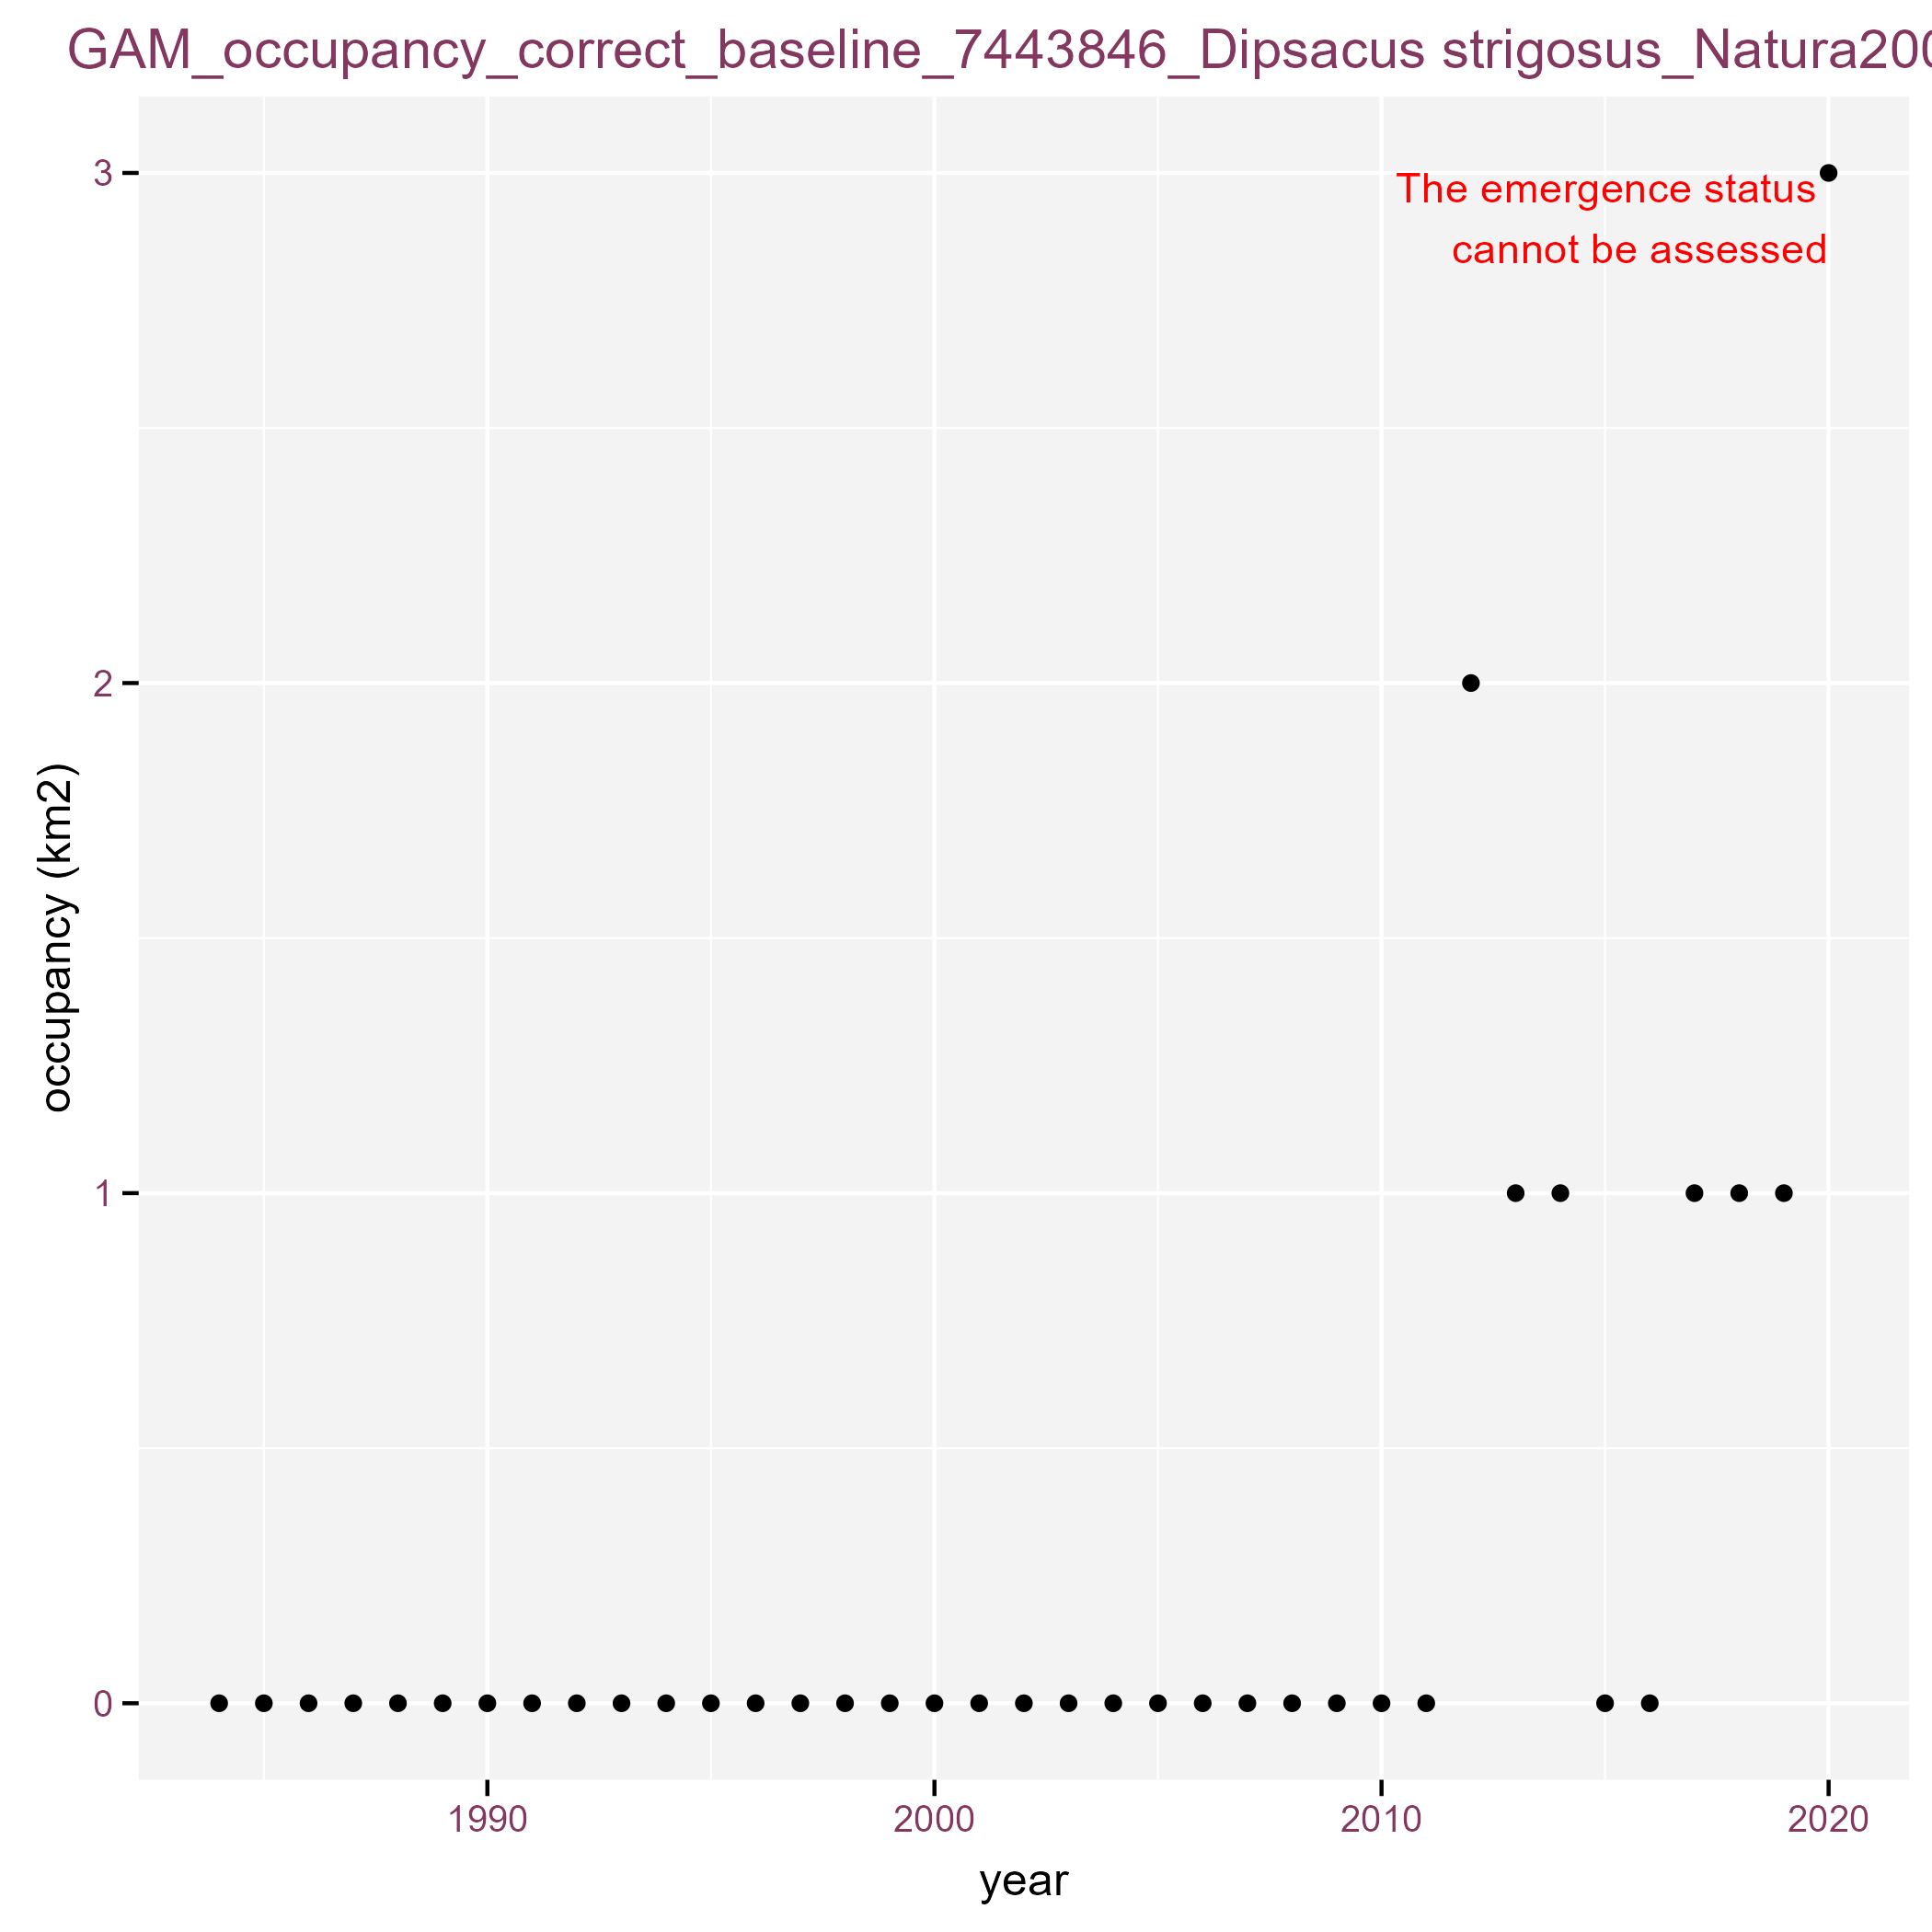 GAM_occupancy_correct_baseline_7443846_Dipsacus strigosus_Natura200
3
The emergence status
cannot be assessed
2
occupancy (km2)
1
0
1990 2000 2010 2020
year